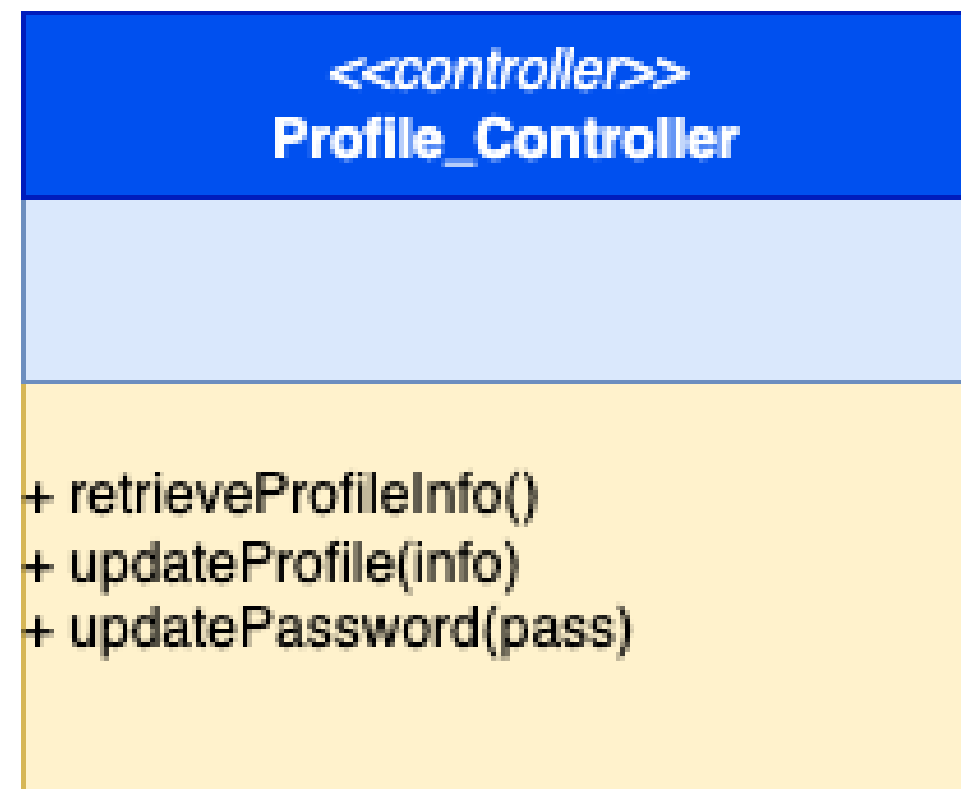 <<controller>>
Profile_Controller
+ retrieveProfileInfo()
+ updateProfile(info)
+ updatePassword(pass)